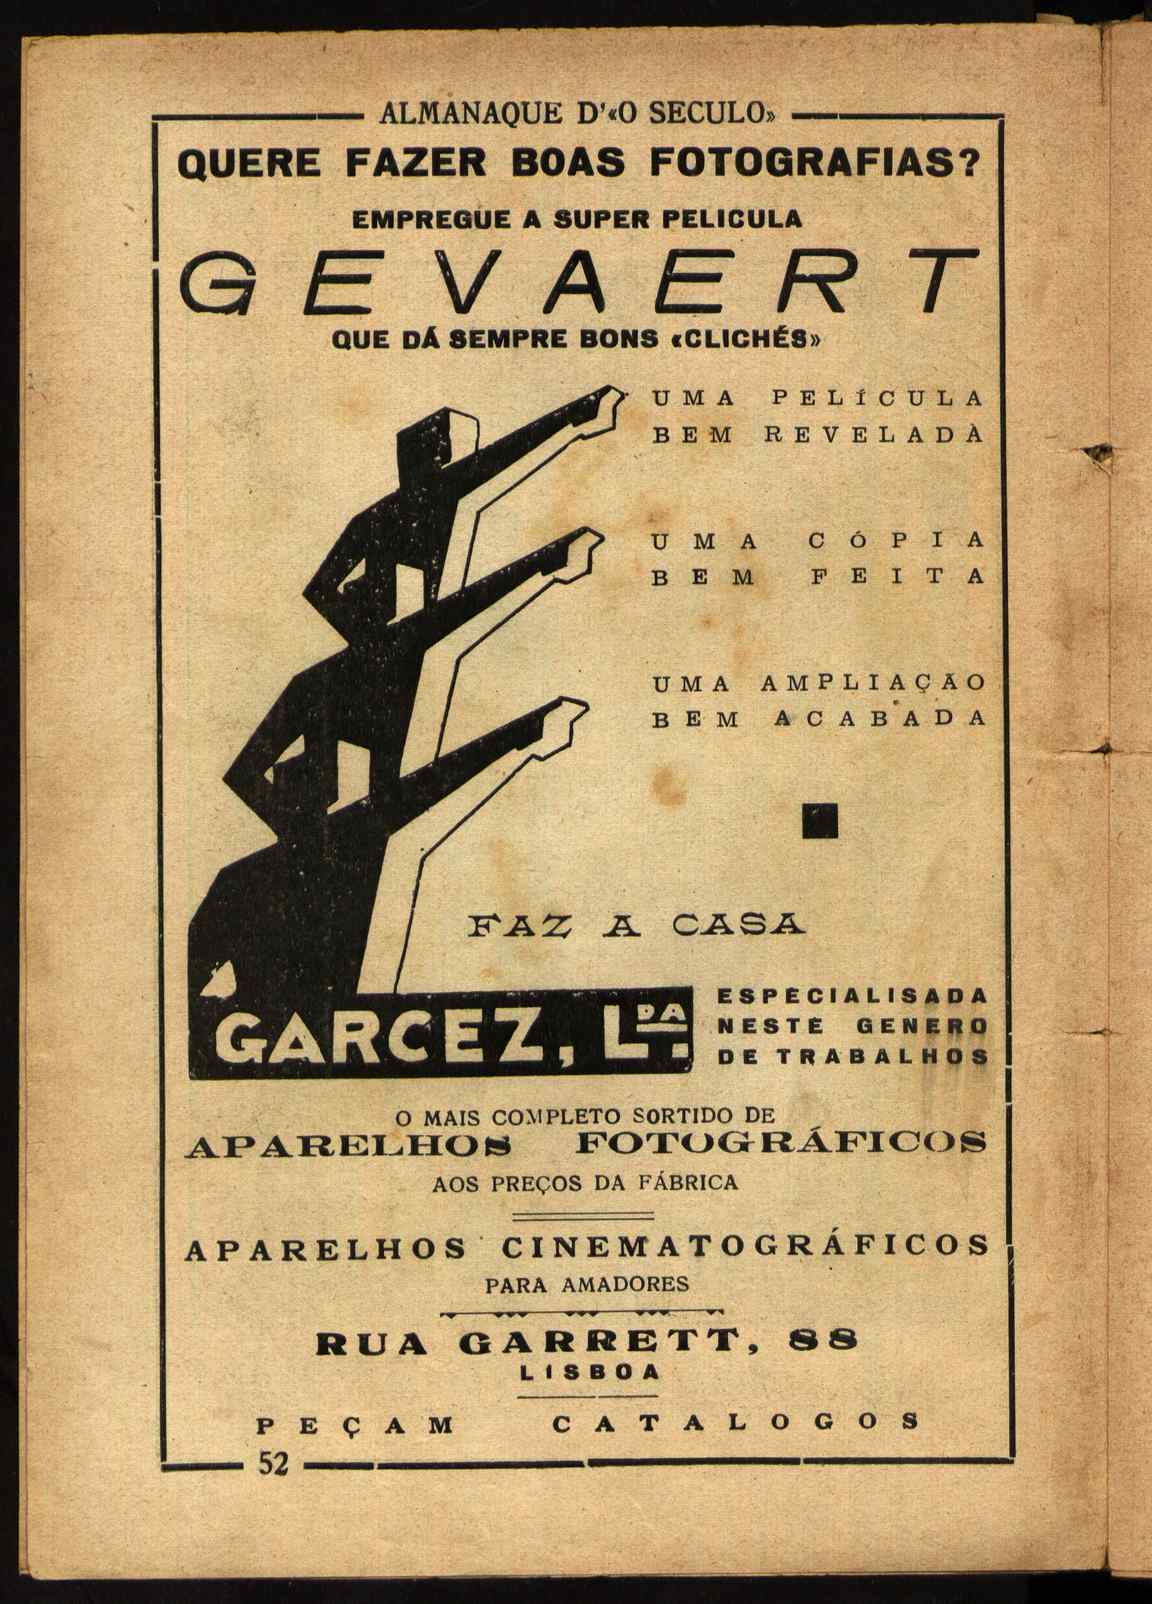 ALMANAQUE D'«O SECULO»
QUERE FAZER BOAS FOTOGRAFIAS?
EMPREGUE A SUPER PELICULA
GEVAERT
QUE DÁ SEMPRE BONS «CLICHÉS»
UMA PELÍCULA
BEM REVELADA
UMA CÓPIA
BEM FEITA
UMA AMPLIAÇÃO
BEM ACABADA
FAZ A CASA
GARCEZ, LDA.
ESPECIALISADA
NESTE GENERO
DE TRABALHOS
O MAIS COMPLETO SORTIDO DE
APARELHOS FOTOGRÁFICOS
AOS PREÇOS DA FÁBRICA
APARELHOS CINEMATOGRÁFICOS
PARA AMADORES
RUA GARRETT, 88
LISBOA
PEÇAM CATALOGOS
52